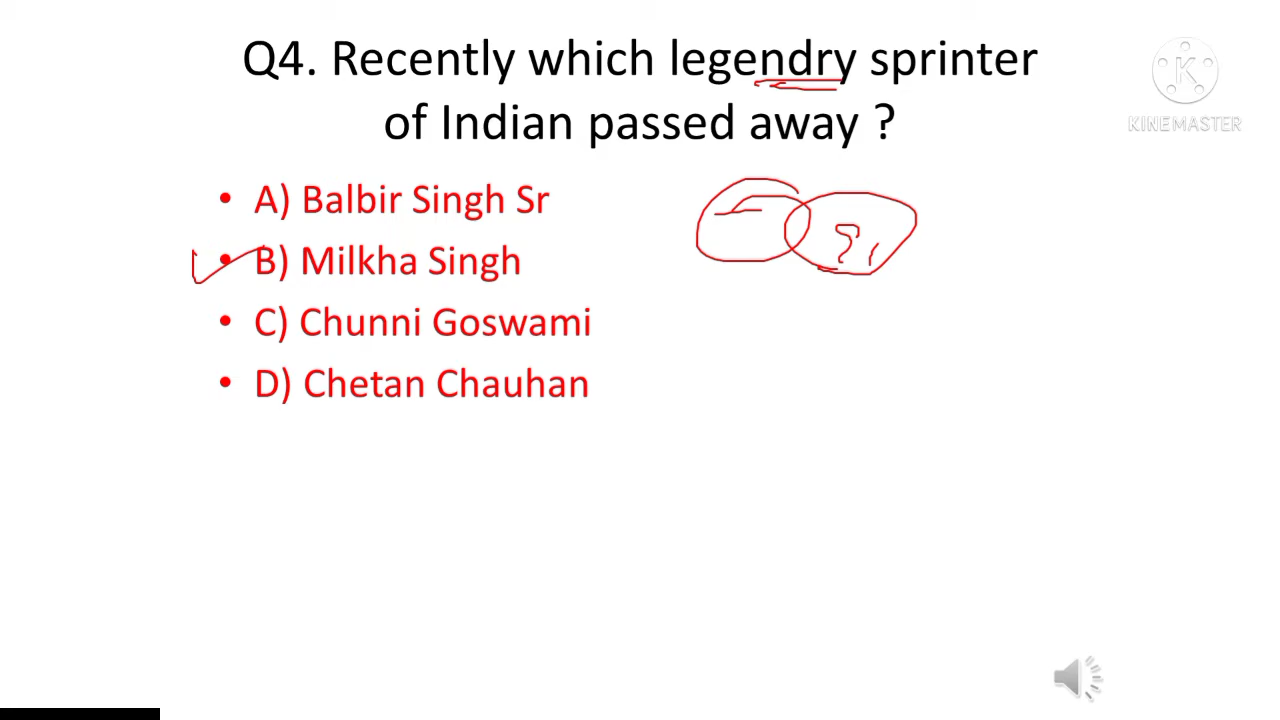 Q4. Recently which legendry sprinter
of Indian passed away ?
• A) Balbir Singh Sr
• B) Milkha Singh
• C) Chunni Goswami
• D) Chetan Chauhan
K
KINEMASTER